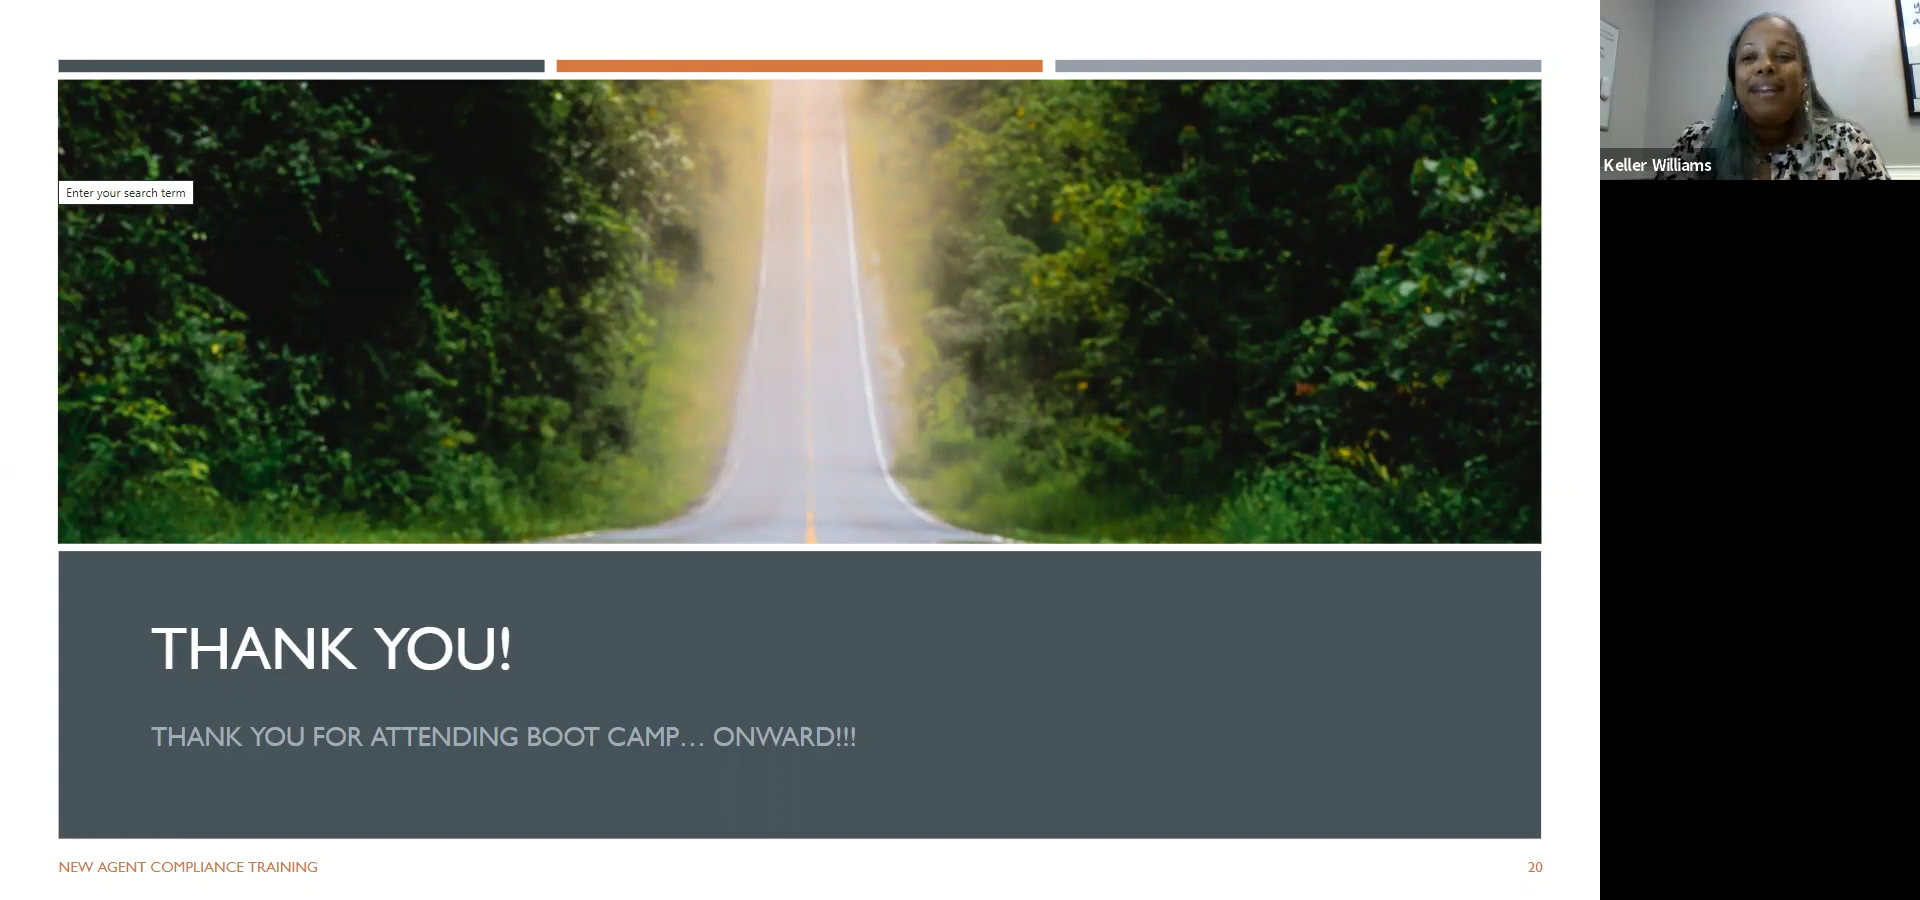 Enter your search term
Keller Williams
THANK YOU!
THANK YOU FOR ATTENDING BOOT CAMP... ONWARD!!!
NEW AGENT COMPLIANCE TRAINING
20